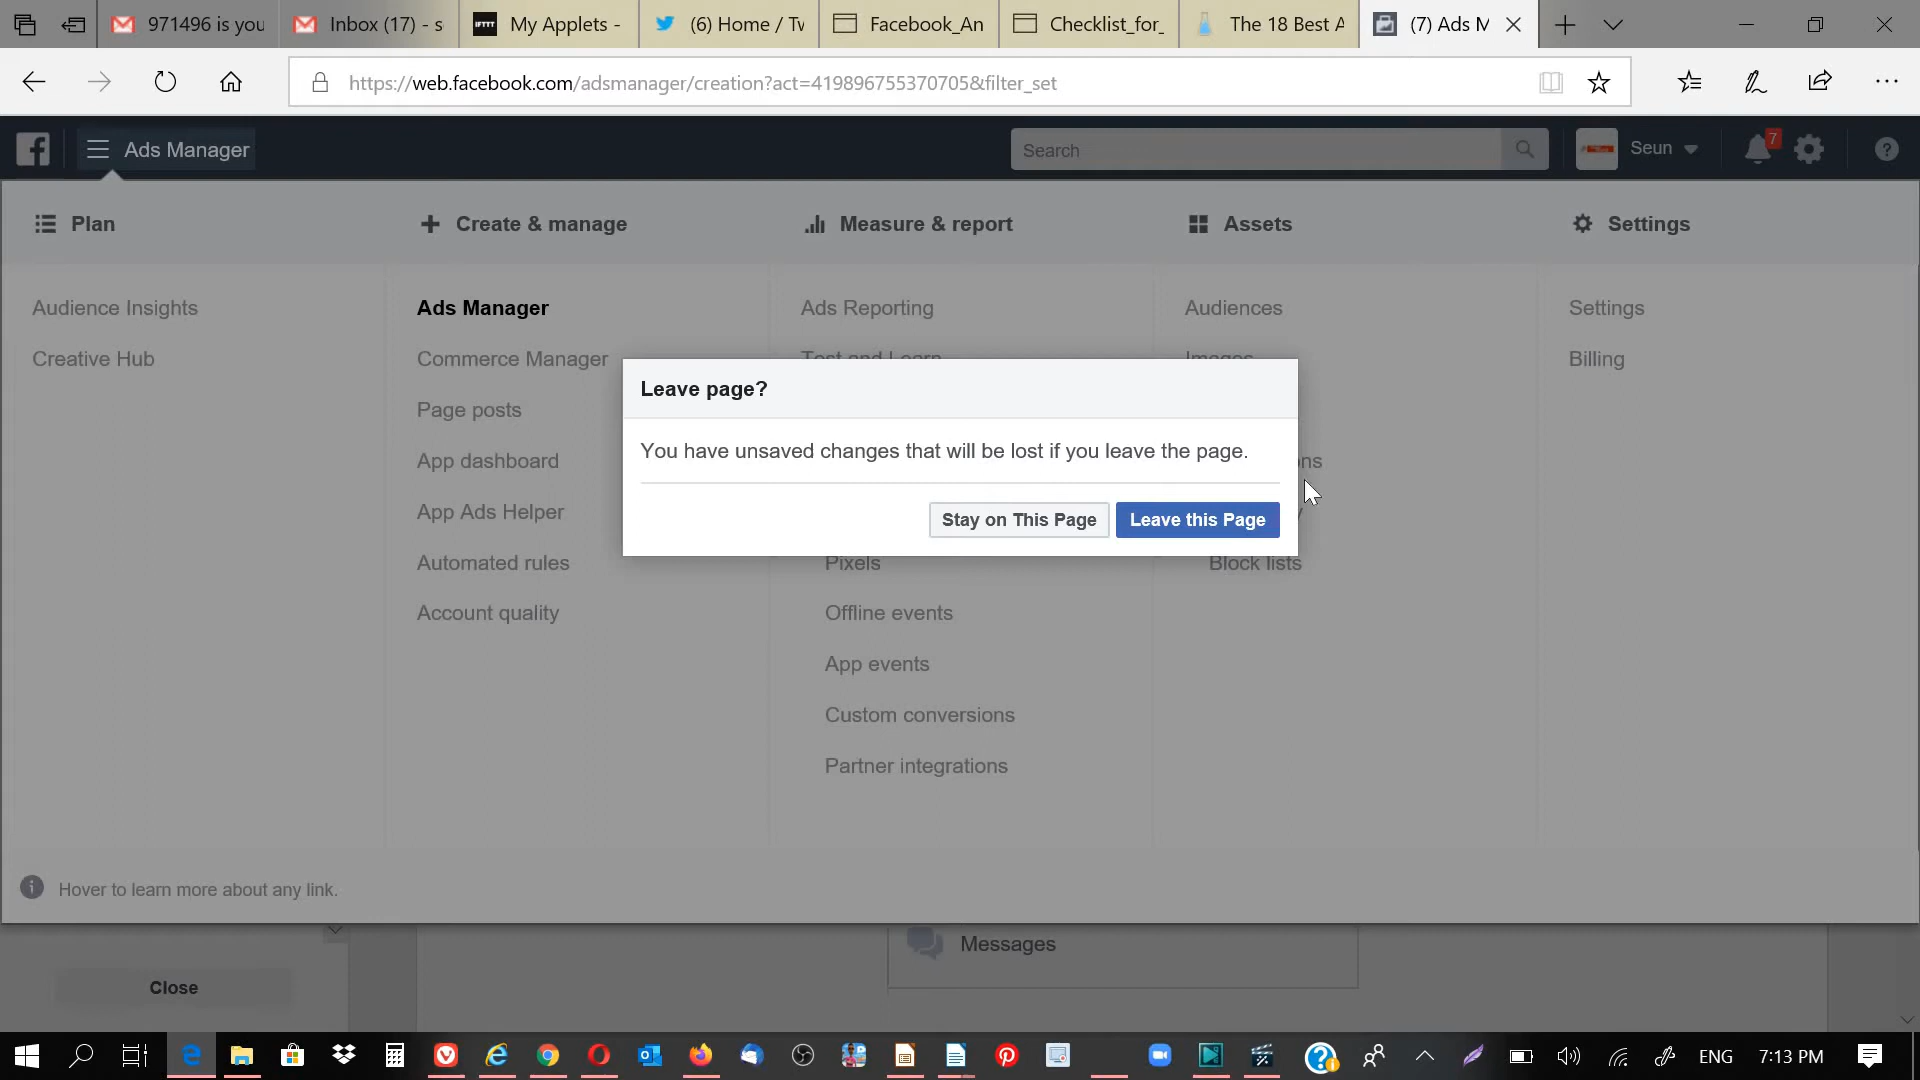 971496 is you
Inbox (17) - s
IFTTT
My Applets -
(6) Home / Tw
Facebook_An
Checklist_for_
The 18 Best A
(7) Ads M
https://web.facebook.com/adsmanager/creation?act=419896755370705&filter_set
Ads Manager
Search
Seun
7
Plan
Create & manage
Measure & report
Assets
Settings
Audience Insights
Ads Manager
Ads Reporting
Audiences
Settings
Creative Hub
Commerce Manager
Test and Learn
Images
Billing
Page posts
App dashboard
App Ads Helper
Automated rules
Account quality
Leave page?
You have unsaved changes that will be lost if you leave the page.
Stay on This Page
Leave this Page
ons
Pixels
Block lists
Offline events
App events
Custom conversions
Partner integrations
Hover to learn more about any link.
Messages
Close
ENG
7:13 PM